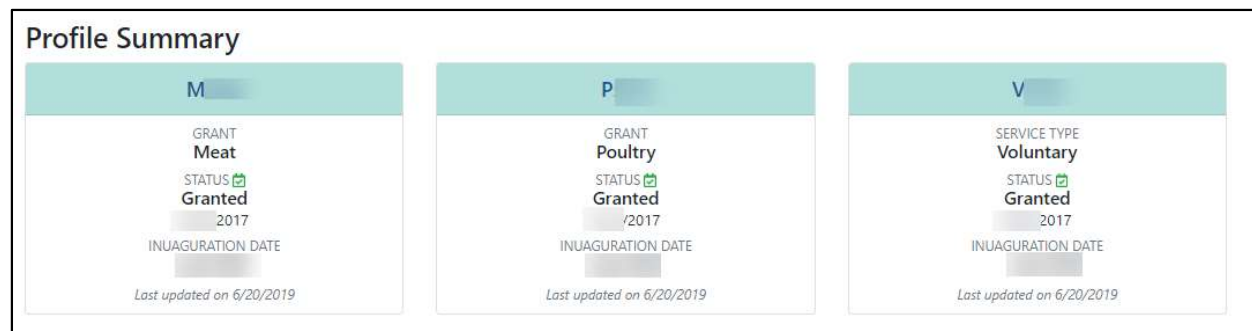 Profile Summary
M
GRANT
Meat
STATUS
Granted
2017
INUAGURATION DATE
Last updated on 6/20/2019
P
GRANT
Poultry
STATUS
Granted
/2017
INUAGURATION DATE
Last updated on 6/20/2019
V
SERVICE TYPE
Voluntary
STATUS
Granted
2017
INUAGURATION DATE
Last updated on 6/20/2019